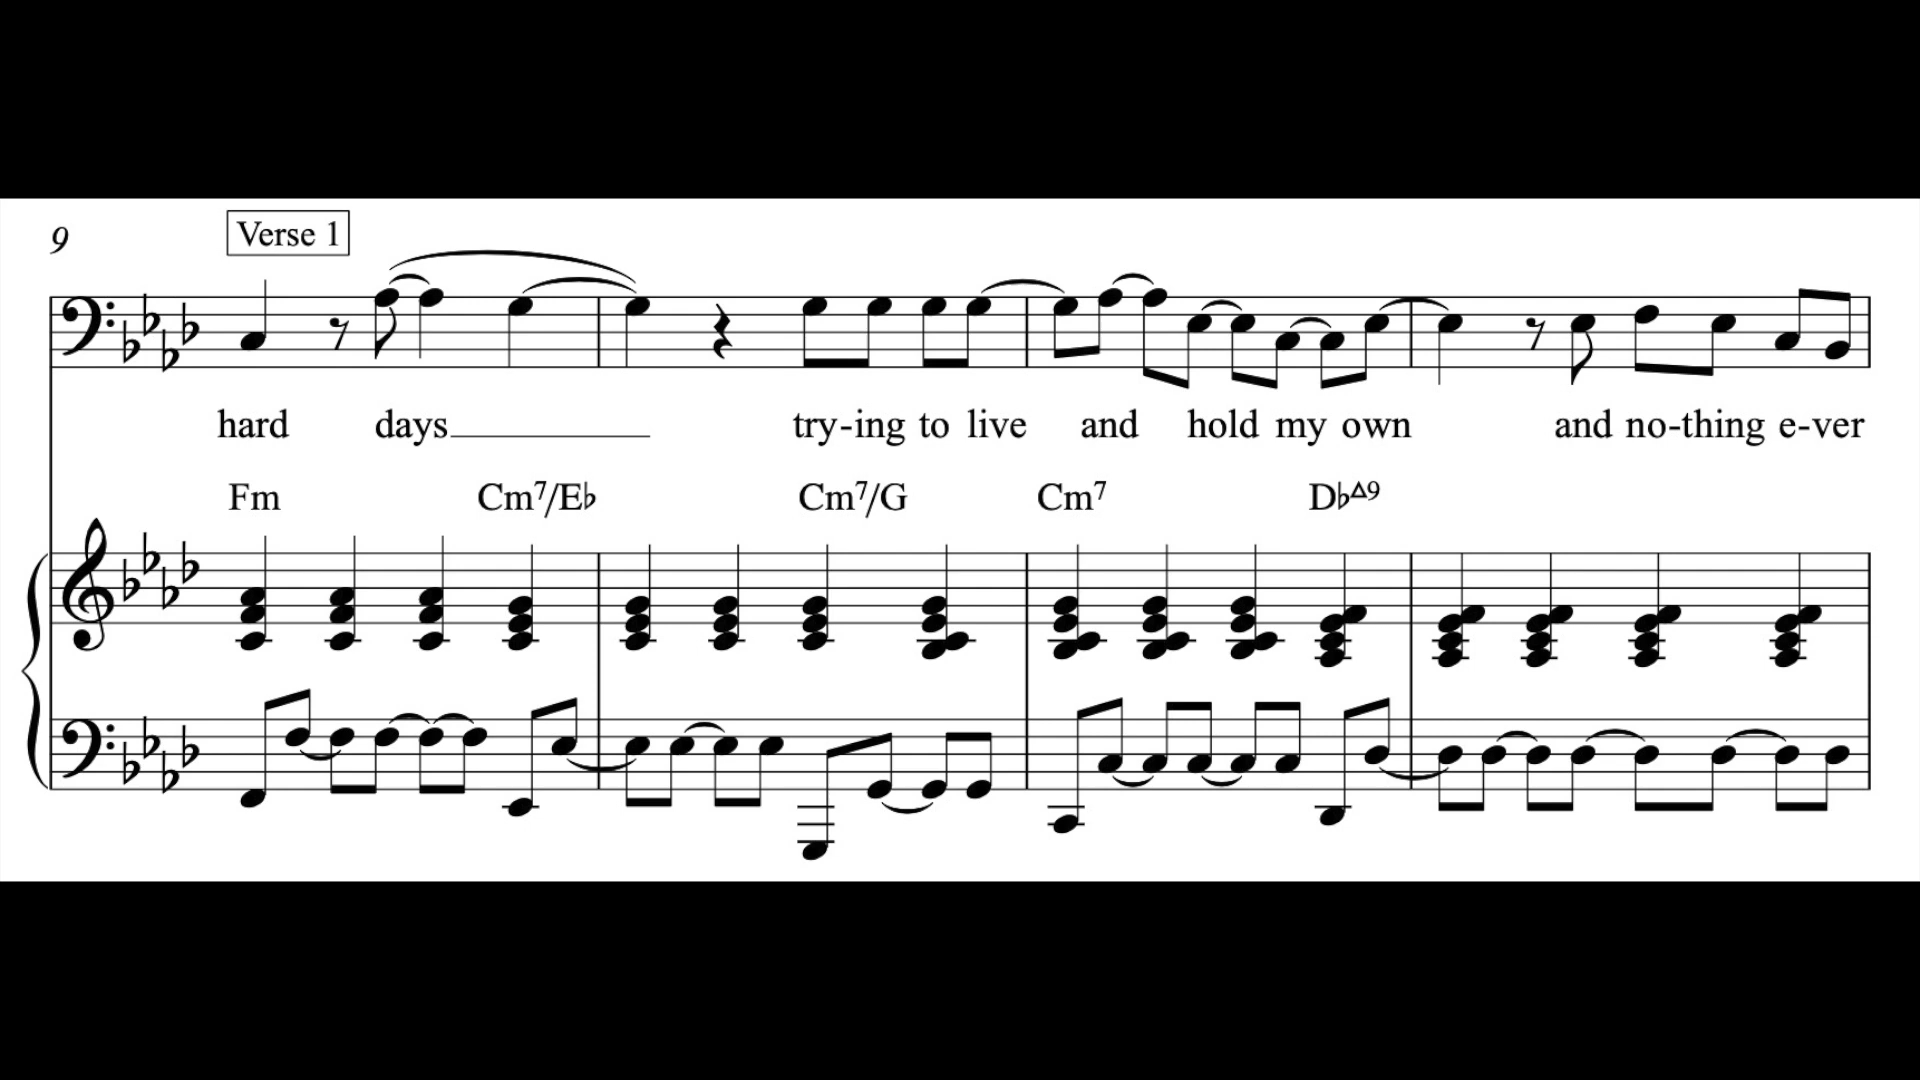 9
Verse 1
hard days try-ing to live and hold my own and no-thing e-ver
Fm Cm7/E♭ Cm7/G Cm7 D♭Δ9